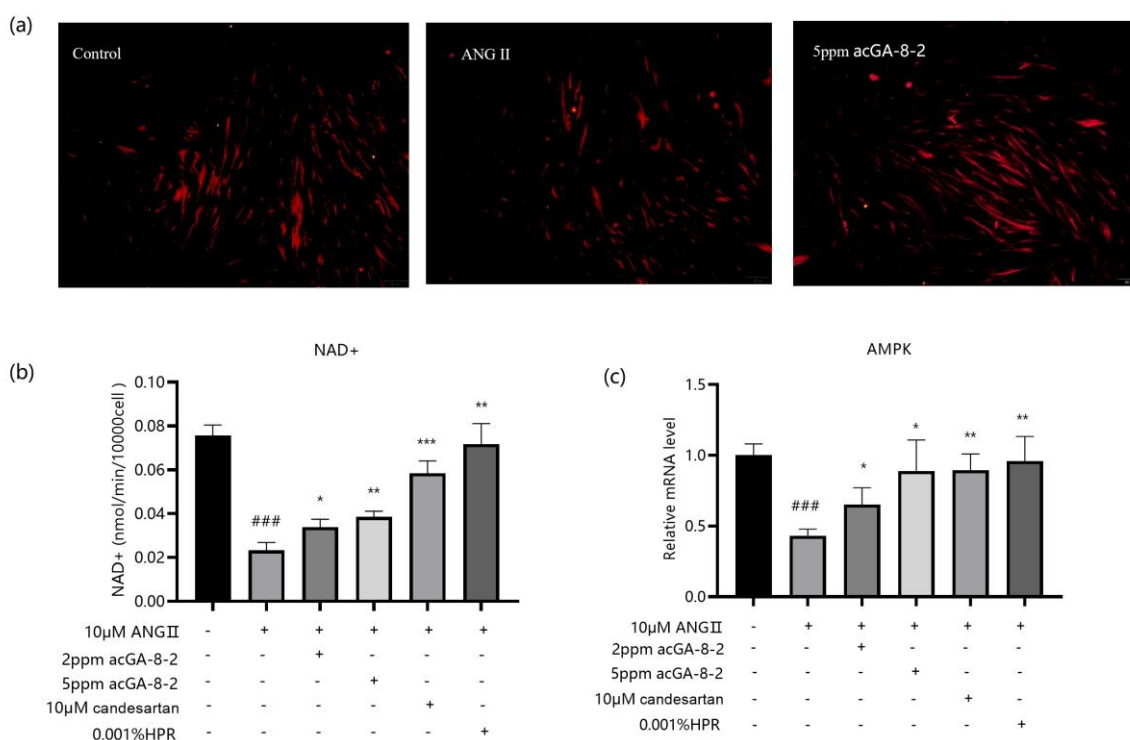 (a)
Control
ANG II
5ppm acGA-8-2
(b)
NAD+
NAD+ (nmol/min/10000cell )
0.10
0.08
0.06
0.04
0.02
0.00
###
*
**
***
**
10μM ANGⅡ - + + + + +
2ppm acGA-8-2 - - + - - -
5ppm acGA-8-2 - - - + - -
10μM candesartan - - - - + -
0.001%HPR - - - - - +
(c)
AMPK
Relative mRNA level
1.5
1.0
0.5
0.0
###
*
*
**
**
10μM ANGⅡ - + + + + +
2ppm acGA-8-2 - - + - - -
5ppm acGA-8-2 - - - + - -
10μM candesartan - - - - + -
0.001%HPR - - - - - +